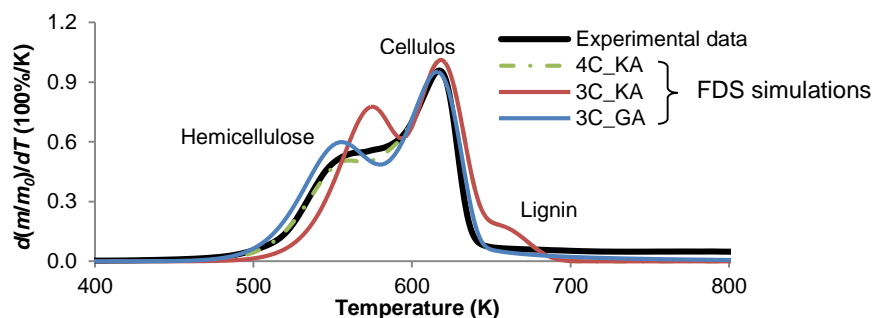 1.2
0.9
0.6
0.3
0.0
d(m/m0)/dT (100%/K)
400
500
600
700
800
Temperature (K)
Hemicellulose
Cellulos
Lignin
Experimental data
4C_KA
3C_KA
3C_GA
FDS simulations